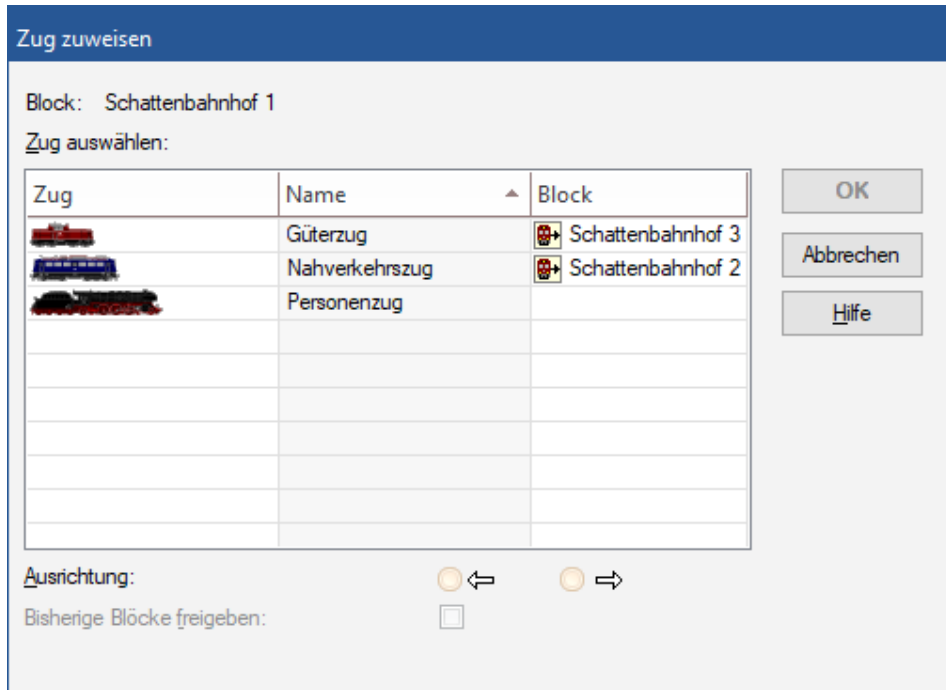 Zug zuweisen
Block: Schattenbahnhof 1
Zug auswählen:
Zug Name Block
Güterzug Schattenbahnhof 3
Nahverkehrszug Schattenbahnhof 2
Personenzug
OK
Abbrechen
Hilfe
Ausrichtung:
Bisherige Blöcke freigeben: